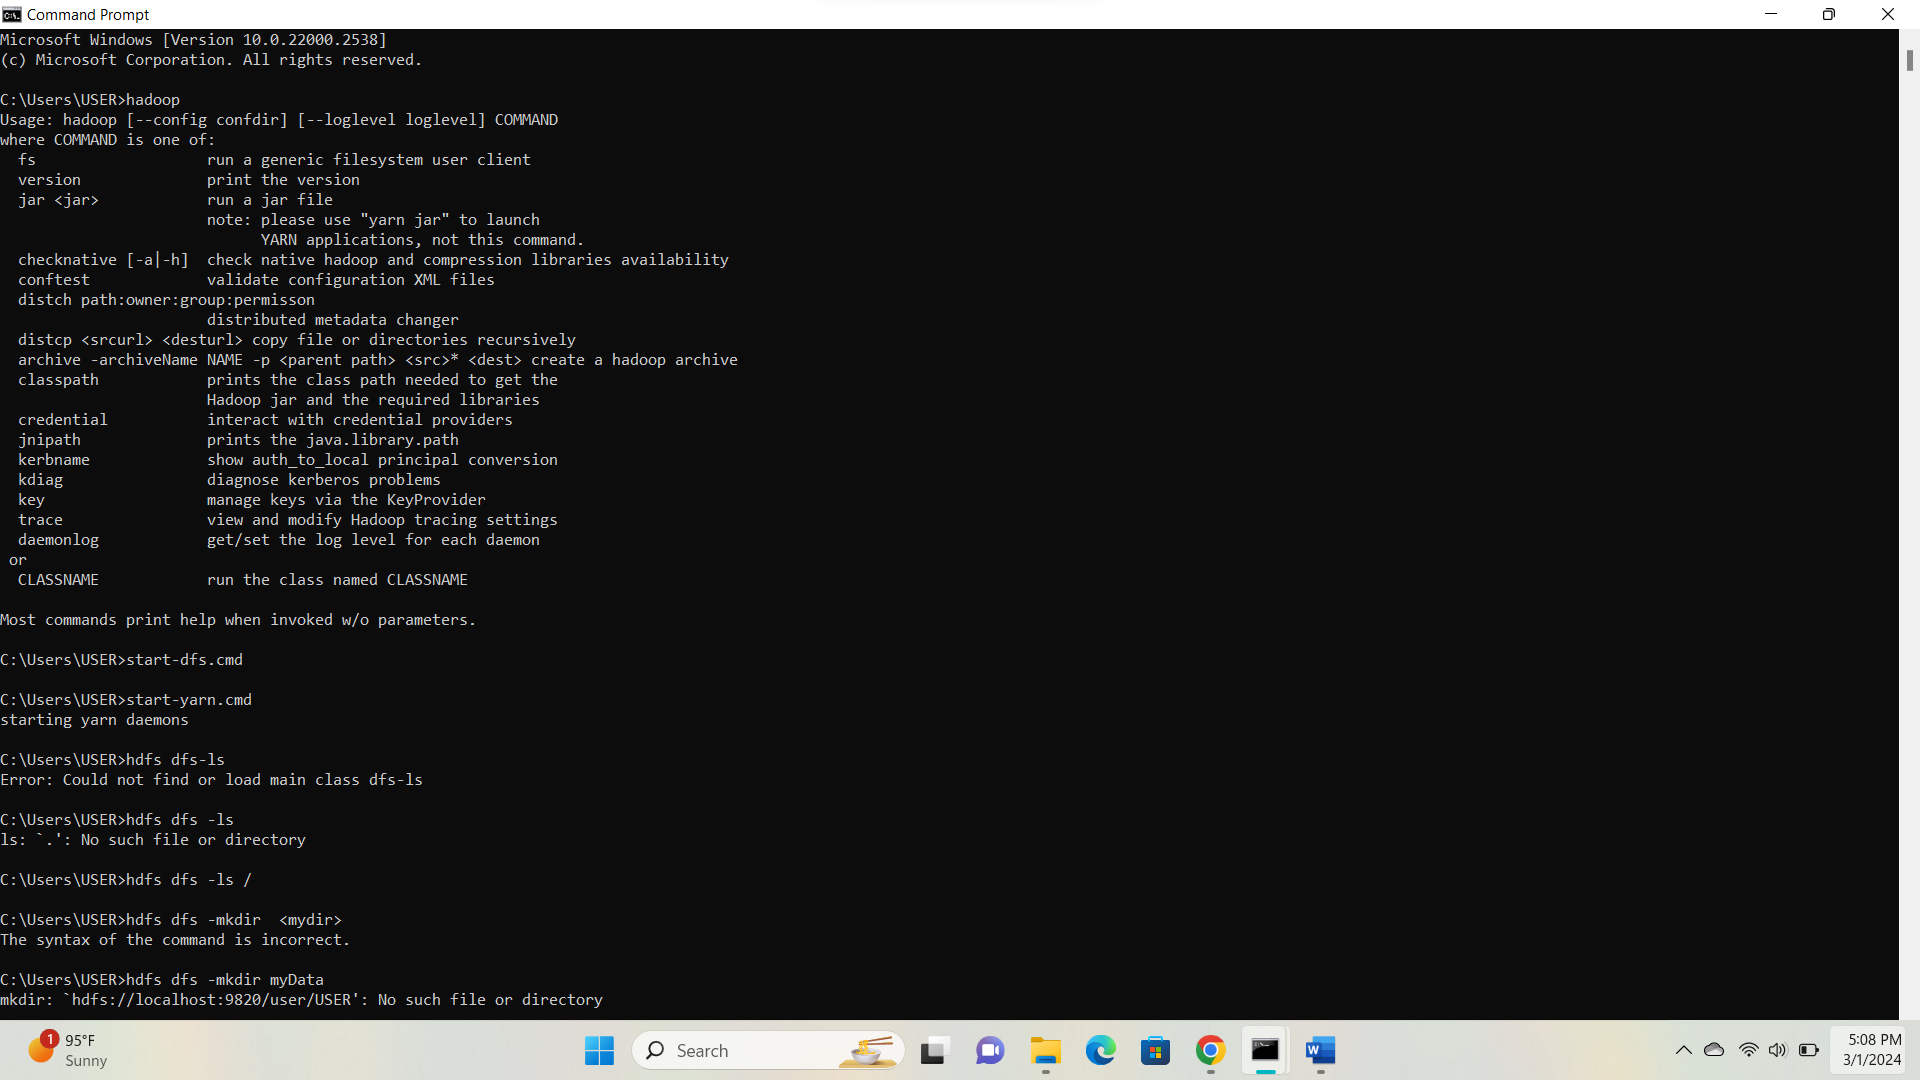 Command Prompt
Microsoft Windows [Version 10.0.22000.2538]
(c) Microsoft Corporation. All rights reserved.
C:\Users\USER>hadoop
Usage: hadoop [--config confdir] [--loglevel loglevel] COMMAND
where COMMAND is one of:
  fs                   run a generic filesystem user client
  version              print the version
  jar <jar>            run a jar file
                       note: please use "yarn jar" to launch
                             YARN applications, not this command.
  checknative [-a|-h]  check native hadoop and compression libraries availability
  conftest             validate configuration XML files
  distch path:owner:group:permisson
                       distributed metadata changer
  distcp <srcurl> <desturl> copy file or directories recursively
  archive -archiveName NAME -p <parent path> <src>* <dest> create a hadoop archive
  classpath            prints the class path needed to get the
                       Hadoop jar and the required libraries
  credential           interact with credential providers
  jnipath              prints the java.library.path
  kerbname             show auth_to_local principal conversion
  kdiag                diagnose kerberos problems
  key                  manage keys via the KeyProvider
  trace                view and modify Hadoop tracing settings
  daemonlog            get/set the log level for each daemon
 or
  CLASSNAME            run the class named CLASSNAME
Most commands print help when invoked w/o parameters.
C:\Users\USER>start-dfs.cmd
C:\Users\USER>start-yarn.cmd
starting yarn daemons
C:\Users\USER>hdfs dfs-ls
Error: Could not find or load main class dfs-ls
C:\Users\USER>hdfs dfs -ls
ls: `.': No such file or directory
C:\Users\USER>hdfs dfs -ls /
C:\Users\USER>hdfs dfs -mkdir  <mydir>
The syntax of the command is incorrect.
C:\Users\USER>hdfs dfs -mkdir myData
mkdir: `hdfs://localhost:9820/user/USER': No such file or directory
1
95°F
Sunny
Search
W
5:08 PM
3/1/2024